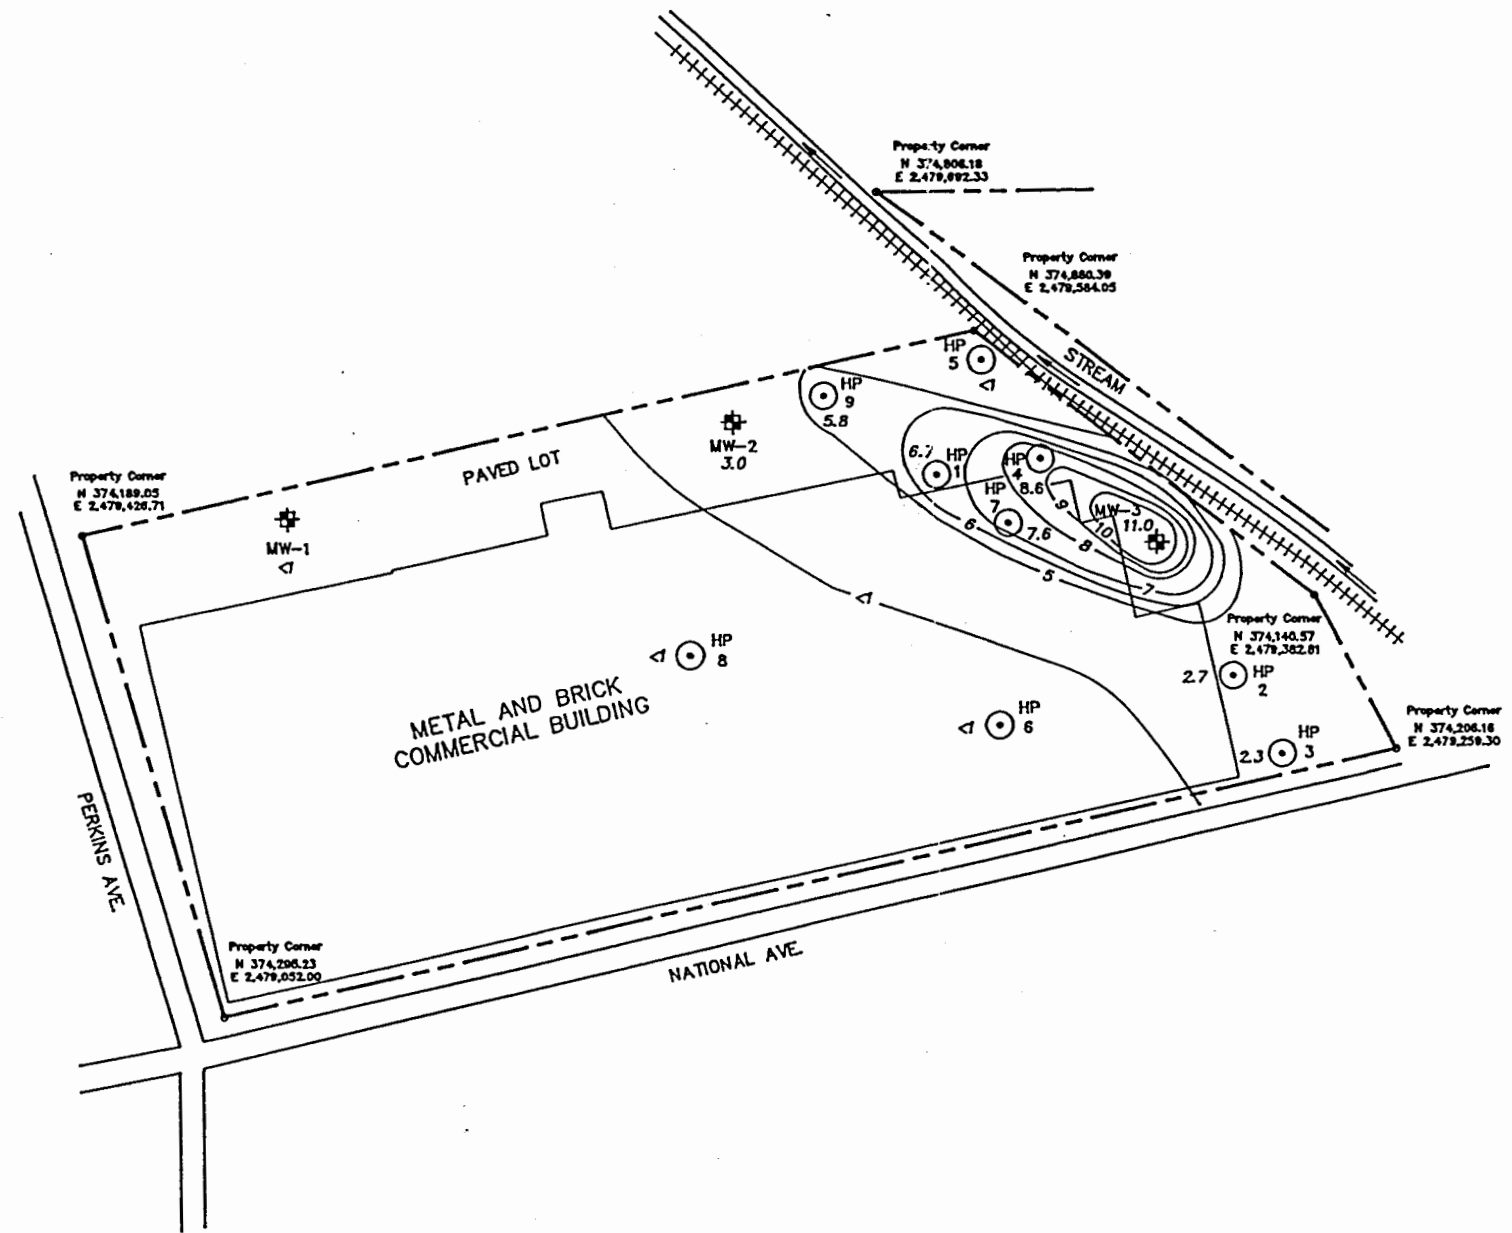 Property Corner
N 374,806.18
E 2,479,692.33
Property Corner
N 374,880.39
E 2,479,584.05
STREAM
HP
5
<1
HP
9
5.8
MW-2
3.0
PAVED LOT
Property Corner
N 374,189.05
E 2,479,426.71
MW-1
<1
6.7
HP
1
HP
4
8.6
HP
7
7.6
MW-3
11.0
9
10
8
7
6
5
<1
Property Corner
N 374,140.57
E 2,479,382.81
HP
8
<1
2.7
HP
2
HP
6
<1
HP
3
2.3
Property Corner
N 374,206.16
E 2,479,259.30
METAL AND BRICK
COMMERCIAL BUILDING
PERKINS AVE.
Property Corner
N 374,296.23
E 2,479,052.00
NATIONAL AVE.